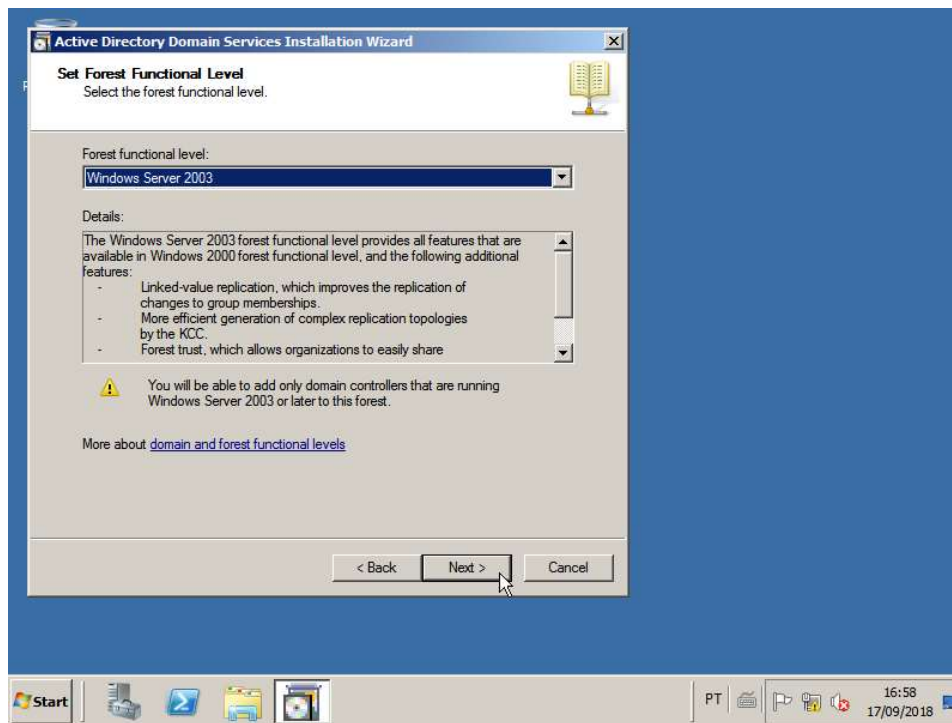 Active Directory Domain Services Installation Wizard
Set Forest Functional Level
Select the forest functional level.
Forest functional level:
Windows Server 2003
Details:
The Windows Server 2003 forest functional level provides all features that are
available in Windows 2000 forest functional level, and the following additional
features:
- Linked-value replication, which improves the replication of
changes to group memberships.
- More efficient generation of complex replication topologies
by the KCC.
- Forest trust, which allows organizations to easily share
You will be able to add only domain controllers that are running
Windows Server 2003 or later to this forest.
More about domain and forest functional levels
< Back Next > Cancel
Start PT 16:58
17/09/2018